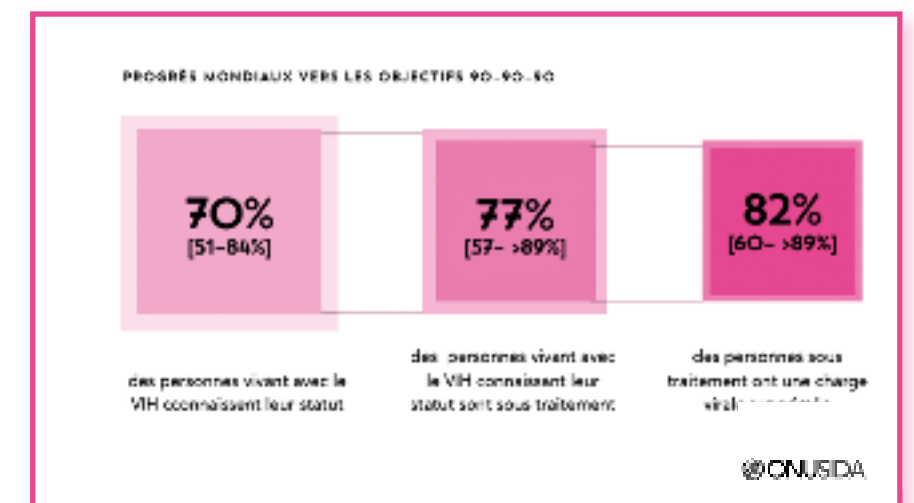 PROGRÈS MONDIAUX VERS LES OBJECTIFS 90-90-90
70%
[51-84%]
des personnes vivant avec le
VIH cconnaissent leur statut
77%
[57- >89%]
des personnes vivant avec
le VIH connaissant leur
statut sont sous traitement
82%
[60- >89%]
des personnes sous
traitement ont une charge
ONUSIDA